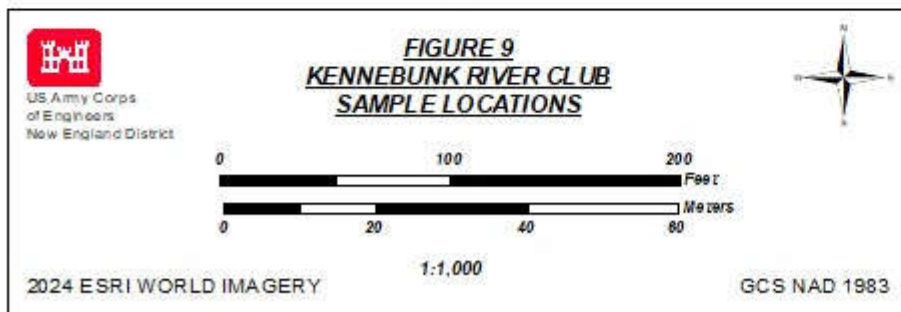 FIGURE 9
KENNEBUNK RIVER CLUB
SAMPLE LOCATIONS
US Army Corps
of Engineers
New England District
N
W
E
S
0 100 200
Feet
Meters
0 20 40 60
1:1,000
2024 ESRI WORLD IMAGERY
GCS NAD 1983